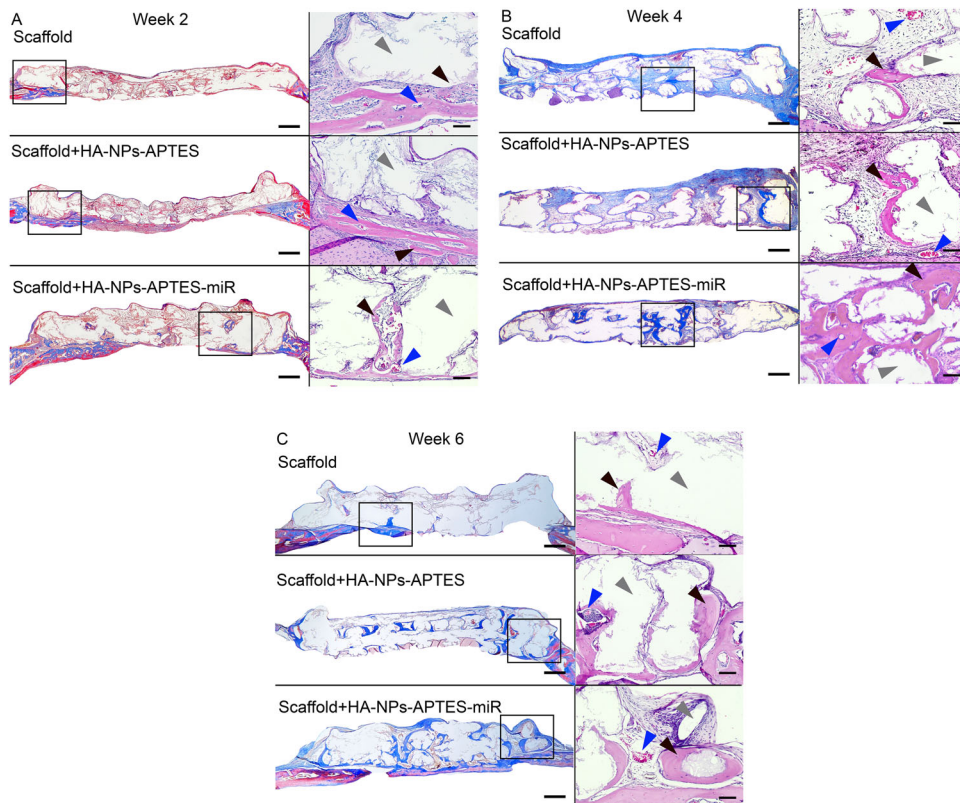 A
Week 2
Scaffold
Scaffold+HA-NPs-APTES
Scaffold+HA-NPs-APTES-miR
B
Week 4
Scaffold
Scaffold+HA-NPs-APTES
Scaffold+HA-NPs-APTES-miR
C
Week 6
Scaffold
Scaffold+HA-NPs-APTES
Scaffold+HA-NPs-APTES-miR